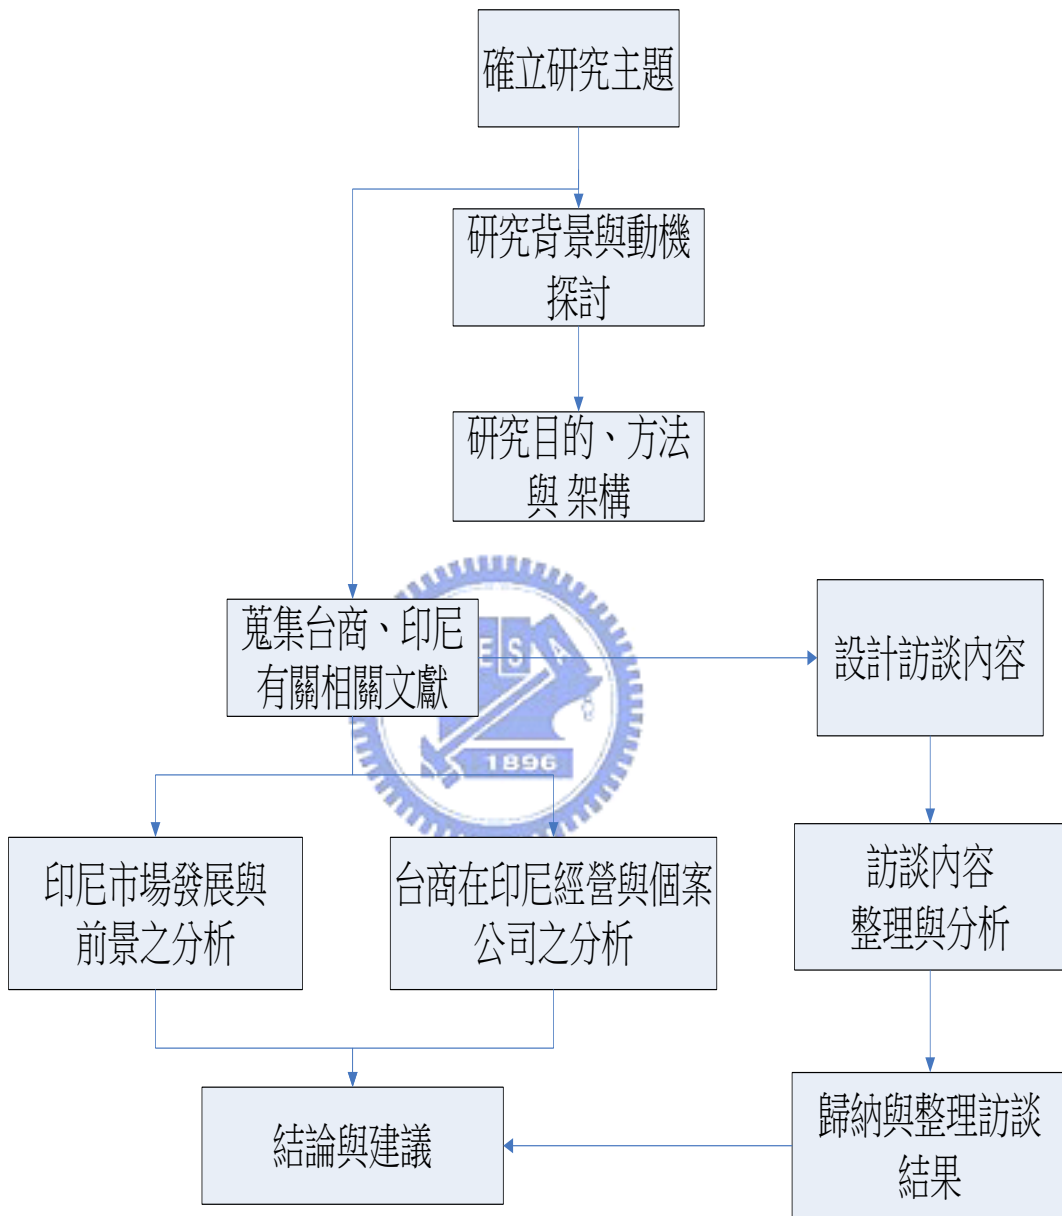 確立研究主題
研究背景與動機
探討
研究目的、方法
與 架構
蒐集台商、印尼
有關相關文獻
ESA
1896
設計訪談內容
印尼市場發展與
前景之分析
台商在印尼經營與個案
公司之分析
訪談內容
整理與分析
結論與建議
歸納與整理訪談
結果